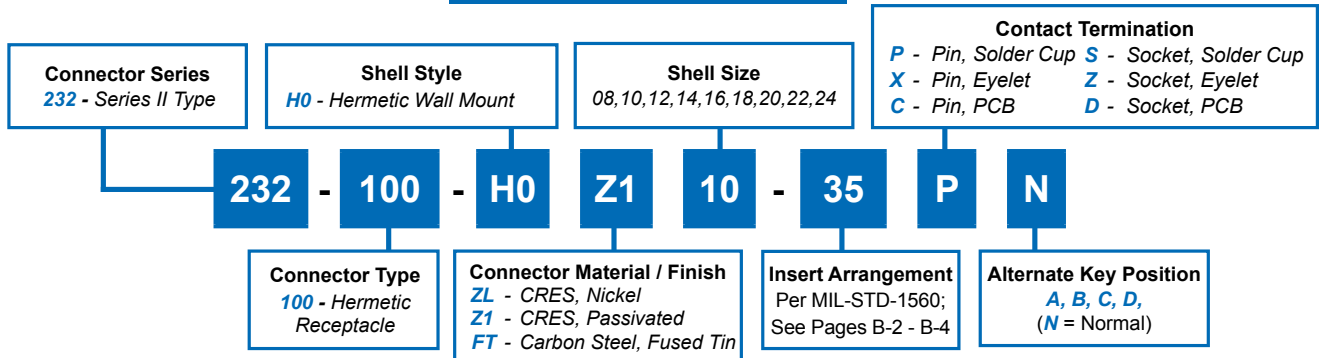 Connector Series
232 - Series II Type
Shell Style
H0 - Hermetic Wall Mount
Shell Size
08,10,12,14,16,18,20,22,24
Contact Termination
P - Pin, Solder Cup S - Socket, Solder Cup
X - Pin, Eyelet Z - Socket, Eyelet
C - Pin, PCB D - Socket, PCB
232 - 100 - H0 Z1 10 - 35 P N
Connector Type
100 - Hermetic
Receptacle
Connector Material / Finish
ZL - CRES, Nickel
Z1 - CRES, Passivated
FT - Carbon Steel, Fused Tin
Insert Arrangement
Per MIL-STD-1560;
See Pages B-2 - B-4
Alternate Key Position
A, B, C, D,
(N = Normal)